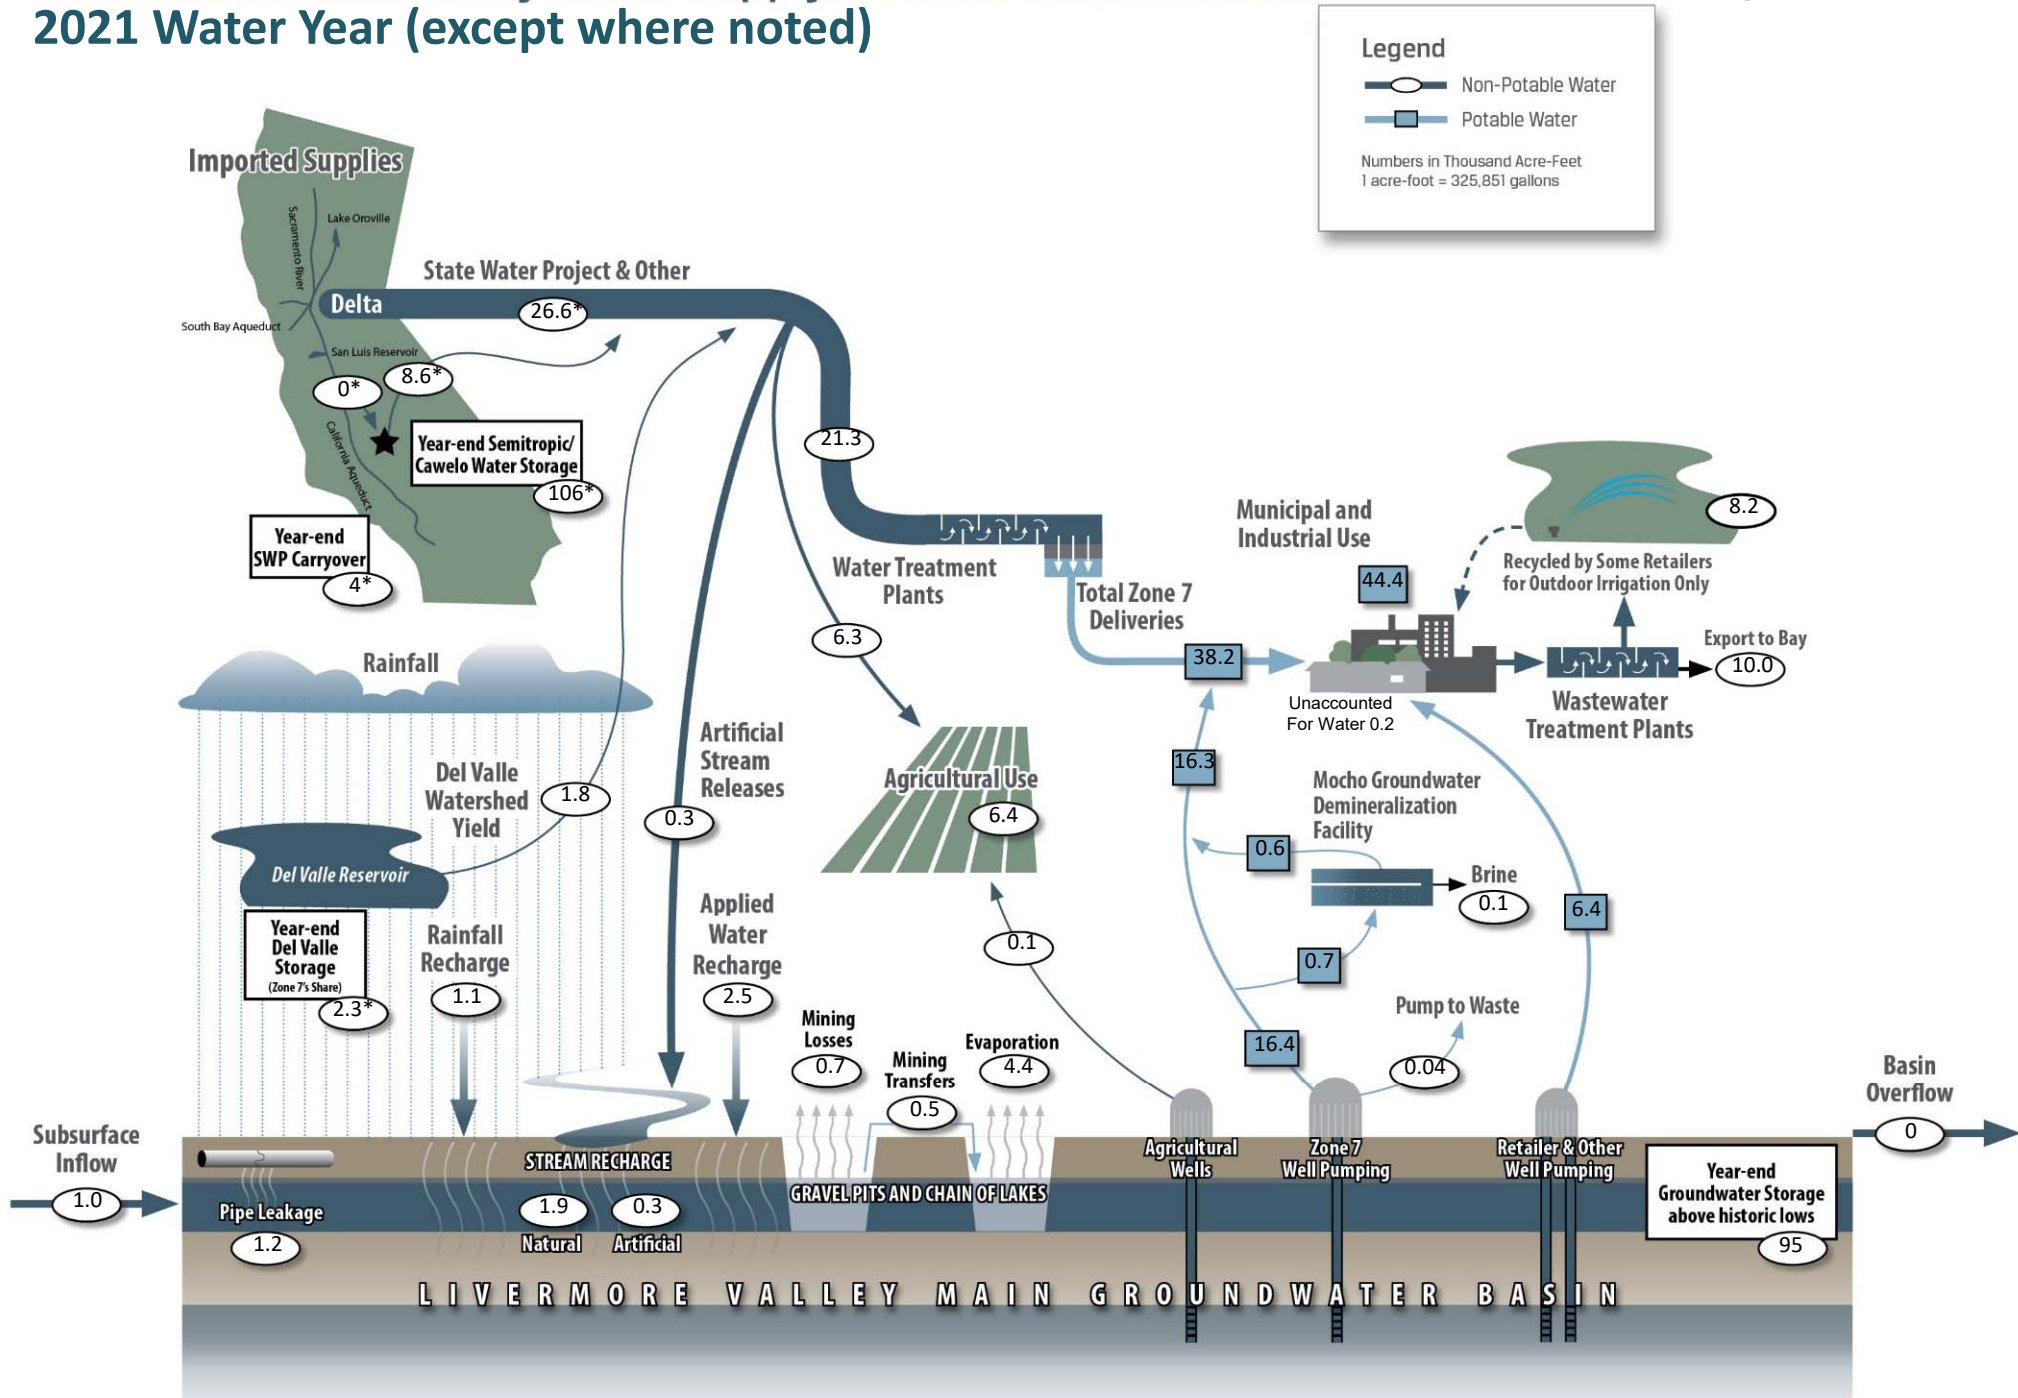 2021 Water Year (except where noted)
Legend
Non-Potable Water
Potable Water
Numbers in Thousand Acre-Feet
1 acre-foot = 325,851 gallons
Imported Supplies
Sacramento River
Lake Oroville
State Water Project & Other
Delta
26.6*
South Bay Aqueduct
San Luis Reservoir
0*
8.6*
California Aqueduct
Year-end Semitropic/
Cawelo Water Storage
106*
Year-end
SWP Carryover
4*
21.3
Water Treatment
Plants
Total Zone 7
Deliveries
38.2
Municipal and
Industrial Use
44.4
Unaccounted
For Water 0.2
8.2
Recycled by Some Retailers
for Outdoor Irrigation Only
Export to Bay
10.0
Wastewater
Treatment Plants
Rainfall
6.3
Del Valle
Watershed
Yield
1.8
Artificial
Stream
Releases
0.3
Agricultural Use
6.4
16.3
Mocho Groundwater
Demineralization
Facility
0.6
Brine
0.1
6.4
0.7
Del Valle Reservoir
Year-end
Del Valle
Storage
(Zone 7's Share)
2.3*
Rainfall
Recharge
1.1
Applied
Water
Recharge
2.5
0.1
Pump to Waste
0.04
16.4
Mining
Losses
0.7
Mining
Transfers
0.5
Evaporation
4.4
Basin
Overflow
0
Subsurface
Inflow
1.0
Pipe Leakage
1.2
STREAM RECHARGE
1.9
0.3
Natural
Artificial
GRAVEL PITS AND CHAIN OF LAKES
Agricultural
Wells
Zone 7
Well Pumping
Retailer & Other
Well Pumping
Year-end
Groundwater Storage
above historic lows
95
LIVERMORE VALLEY MAIN GROUNDWATER BASIN